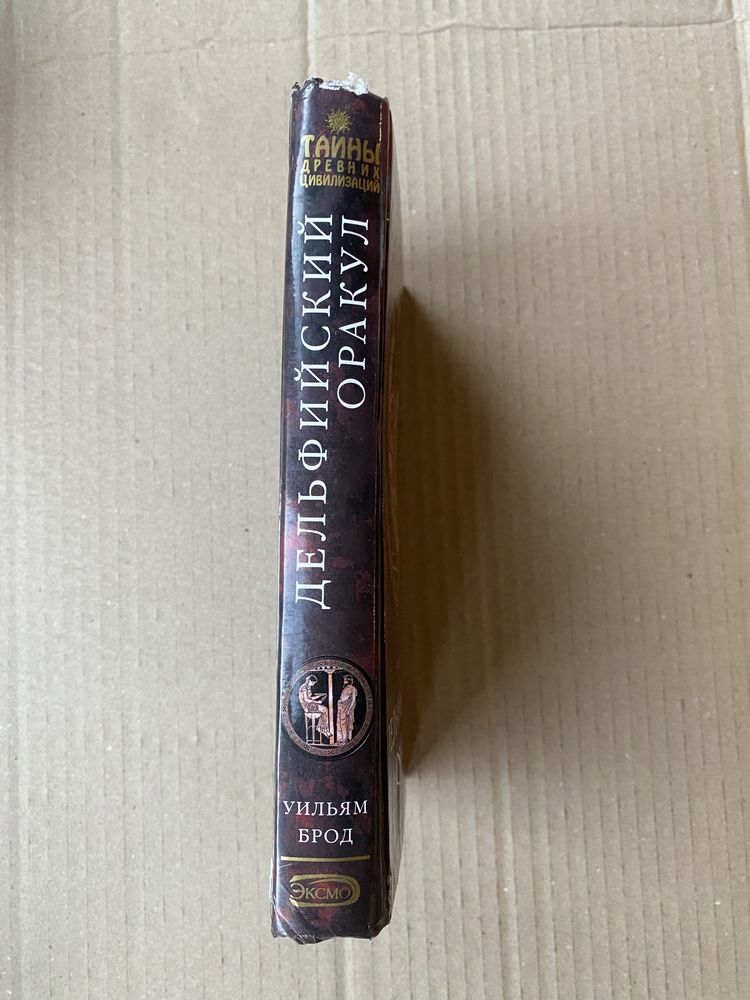 ТАЙНЫ
ДРЕВНИХ
ЦИВИЛИЗАЦИЙ
ДЕЛЬФИЙСКИЙ
ОРАКУЛ
УИЛЬЯМ
БРОД
ЭКСМО